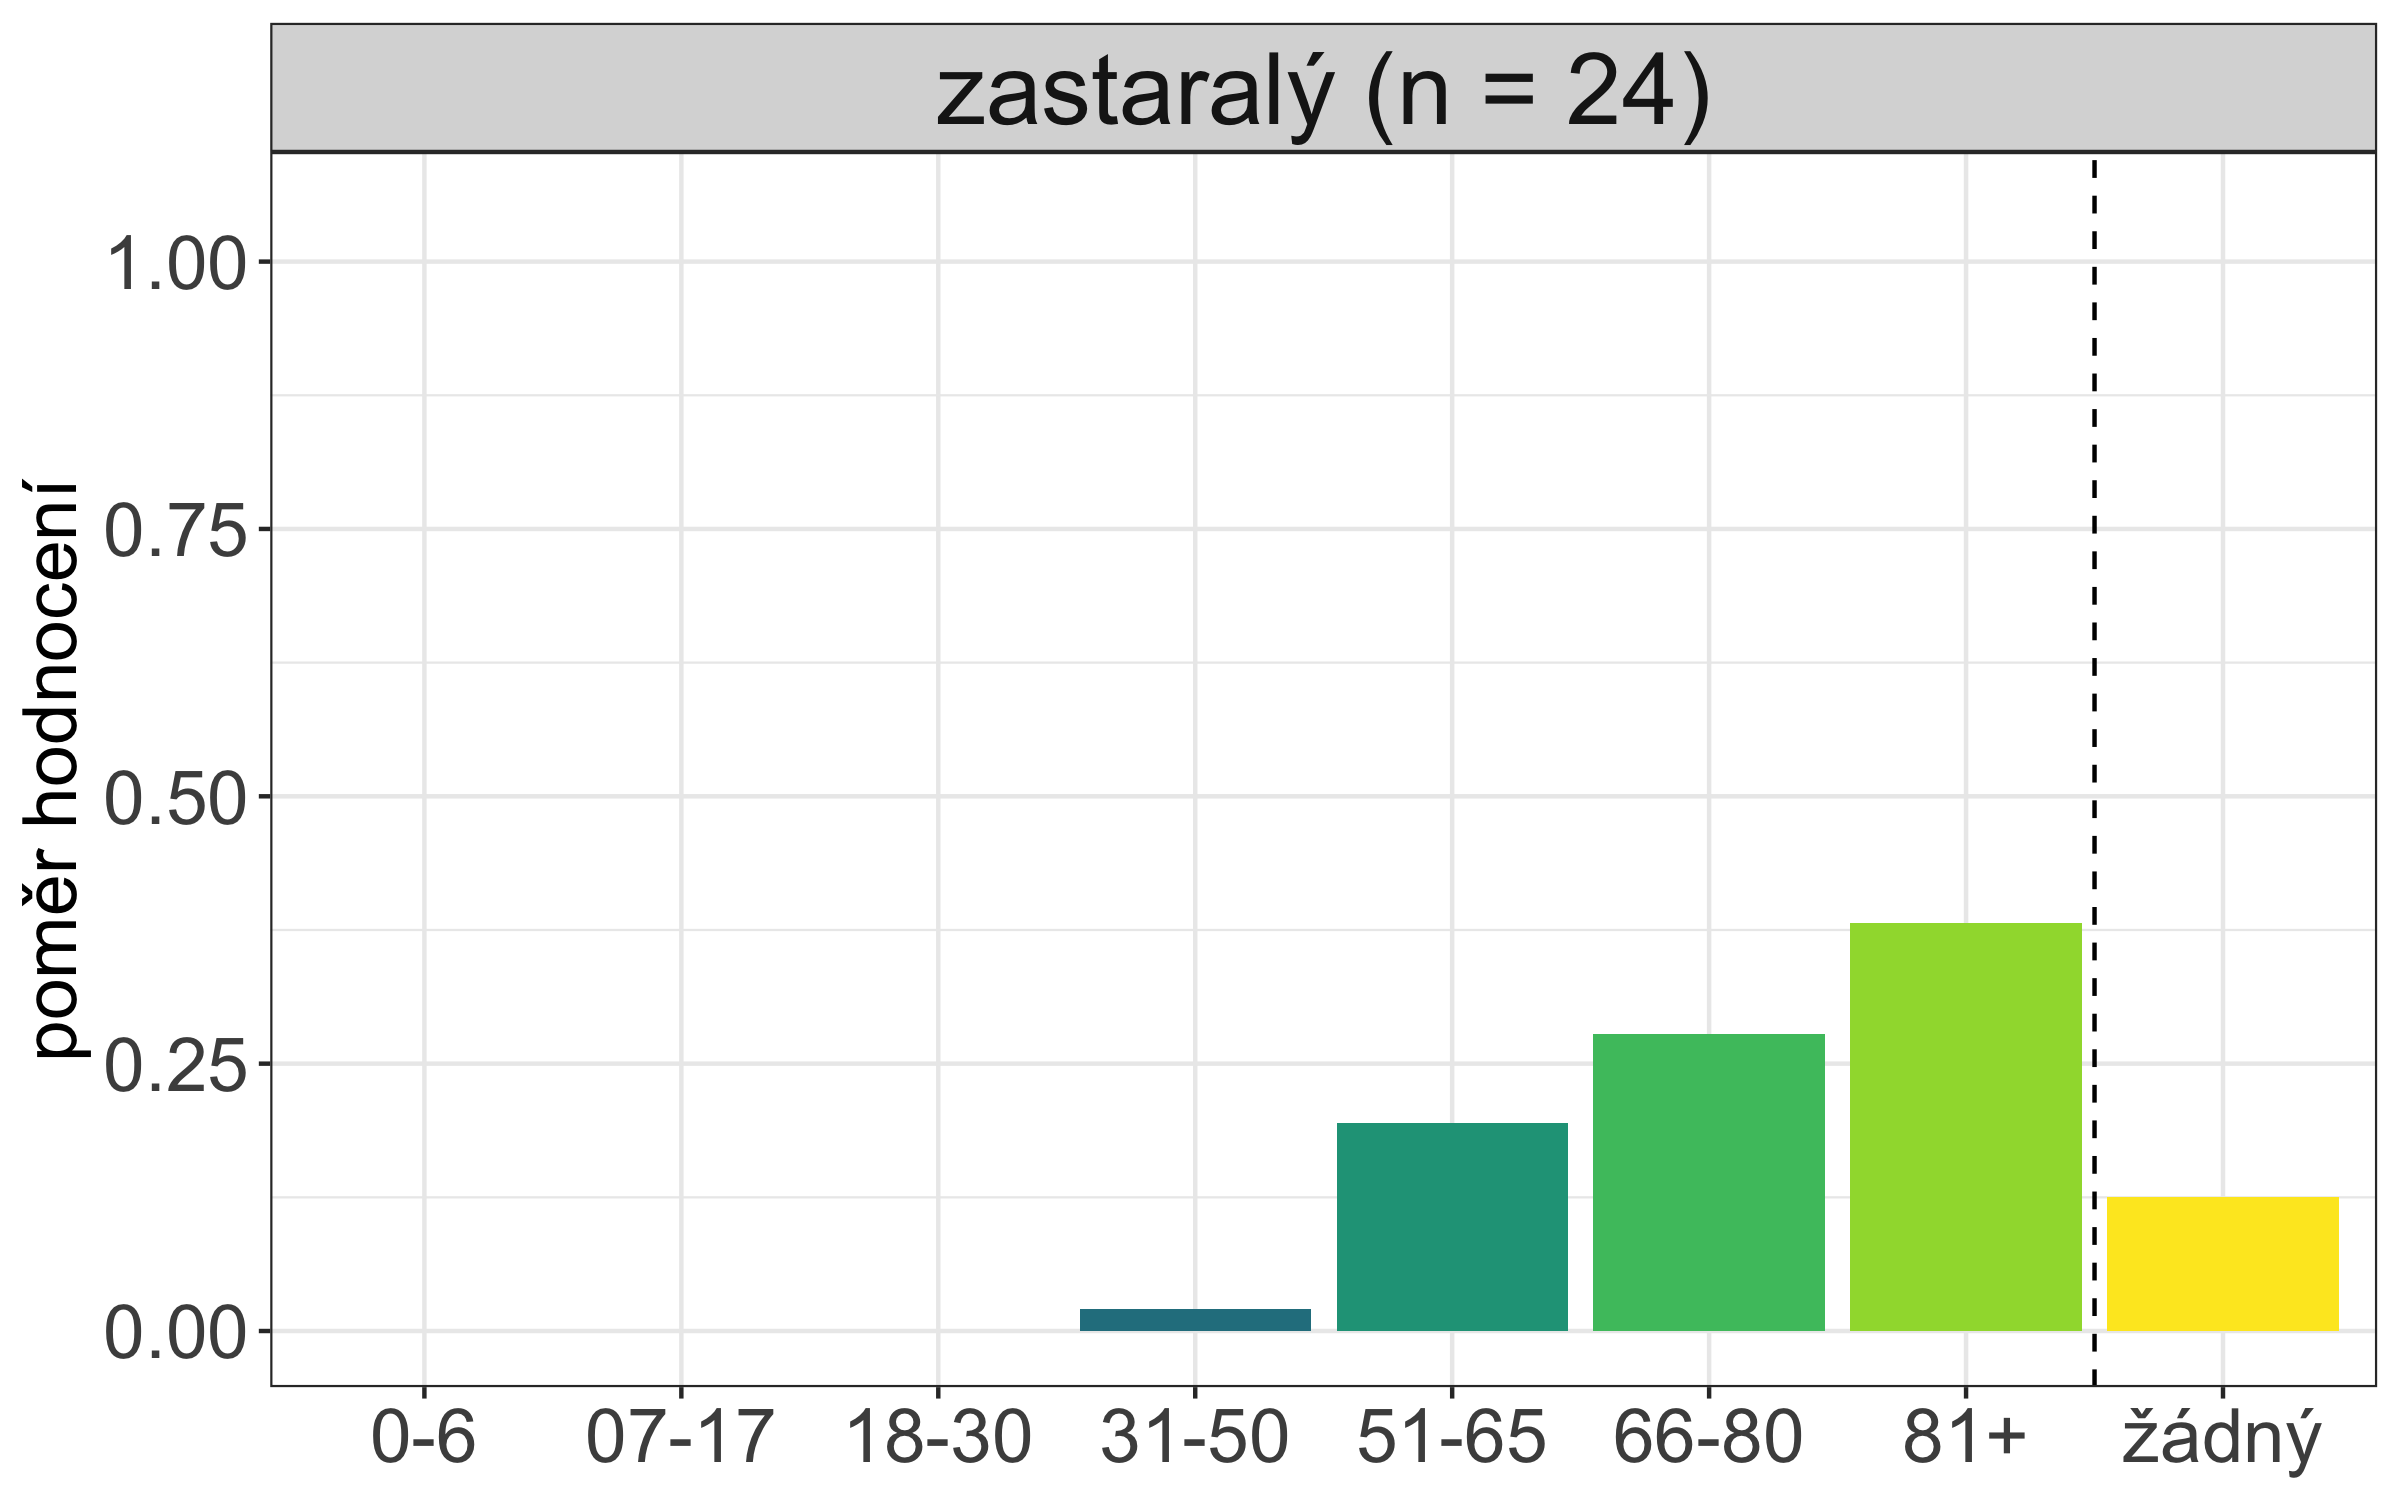 zastaralý (n = 24)
poměr hodnocení
1.00
0.75
0.50
0.25
0.00
0-6 07-17 18-30 31-50 51-65 66-80 81+ žádný